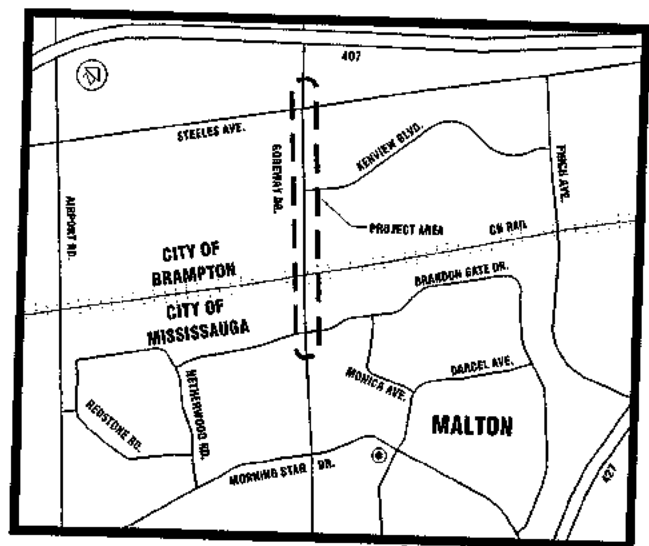 407
STEELES AVE.
GOREWAY DR.
KENVIEW BLVD.
FINCH AVE.
AIRPORT RD.
PROJECT AREA
CN RAIL
CITY OF
BRAMPTON
BRANDON GATE DR.
CITY OF
MISSISSAUGA
NETHERWOOD RD.
MONICA AVE.
DARCEL AVE.
REDSTONE RD.
MALTON
MORNING STAR DR.
427